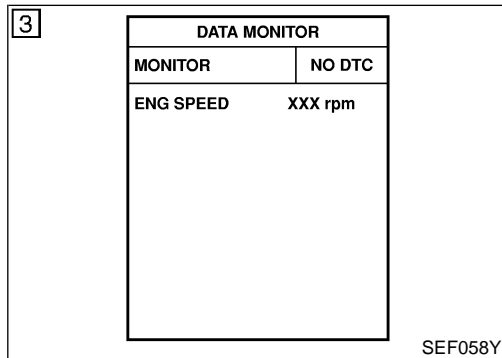 3
DATA MONITOR
MONITOR NO DTC
ENG SPEED XXX rpm
SEF058Y